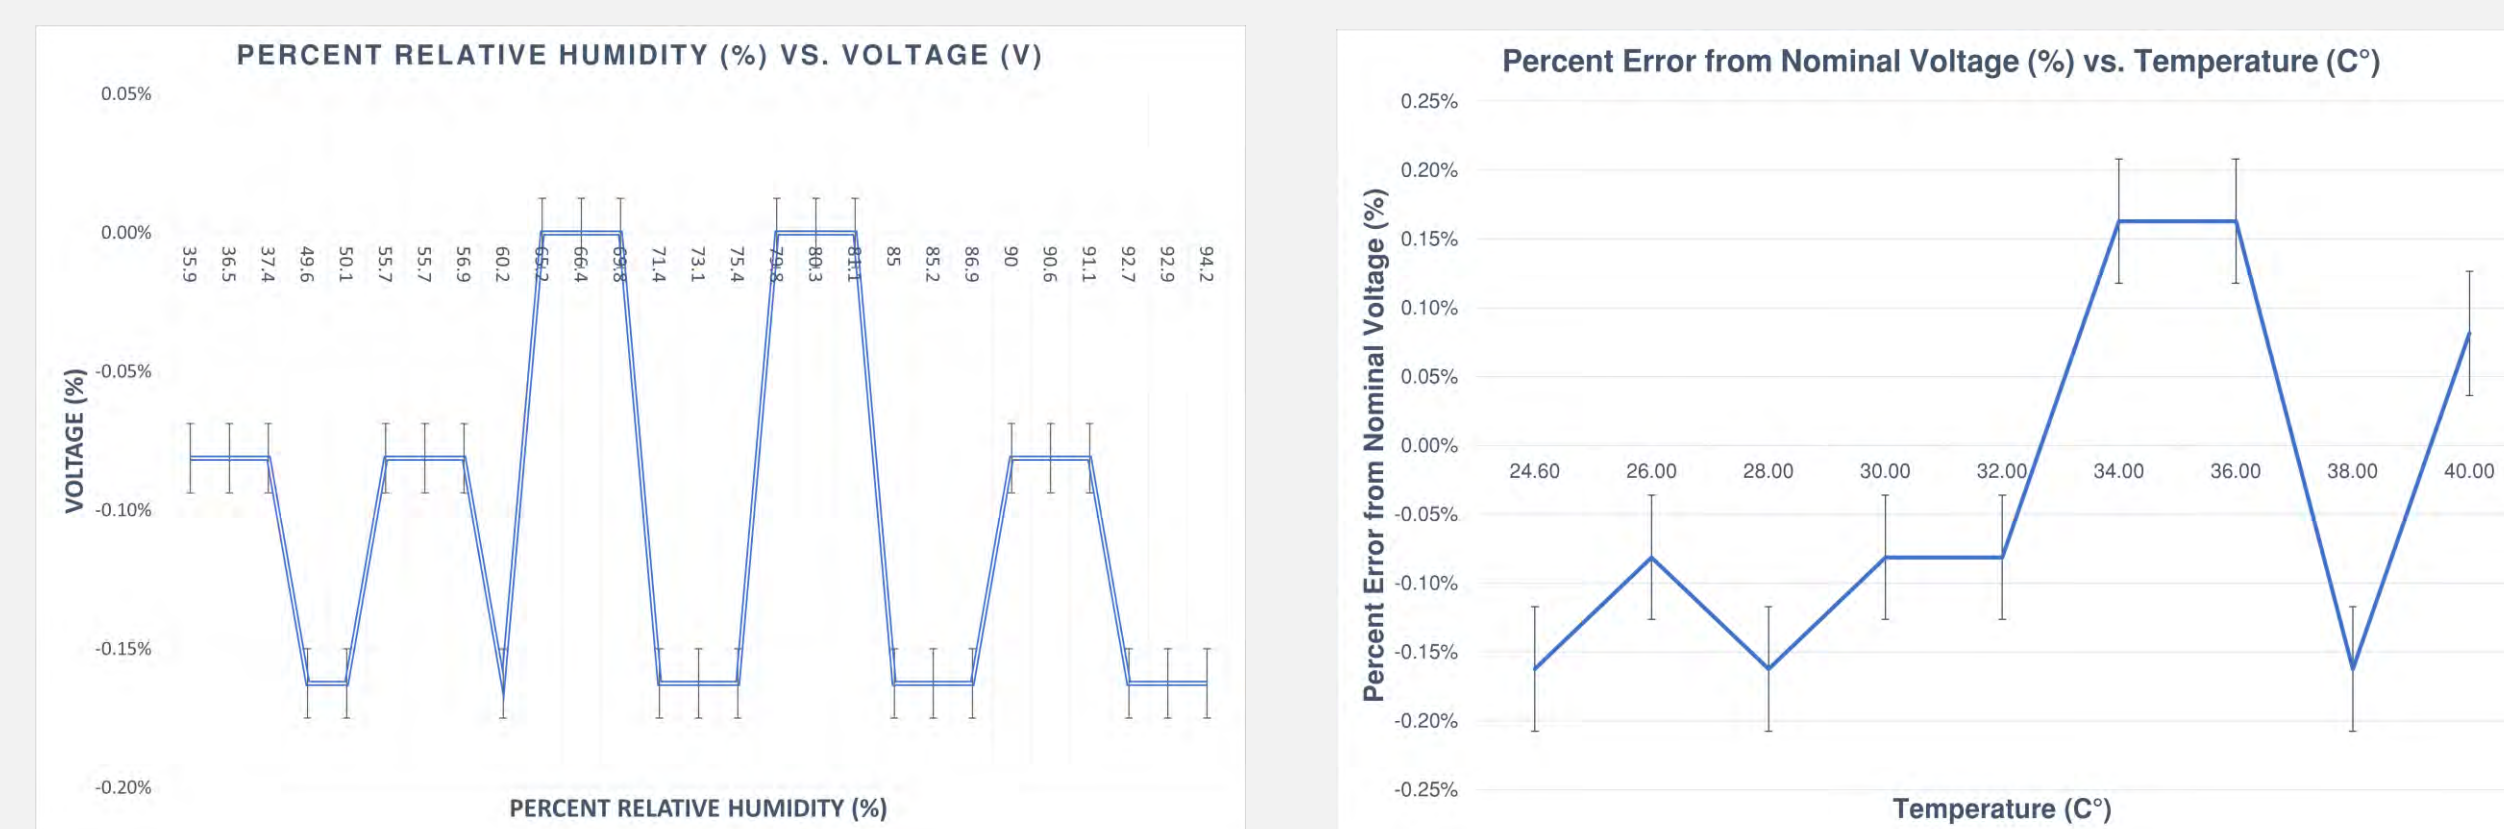 PERCENT RELATIVE HUMIDITY (%) VS. VOLTAGE (V)
0.05%
0.00%
-0.05%
-0.10%
-0.15%
-0.20%
VOLTAGE (%)
35.9 36.5 37.4 49.6 50.1 55.7 55.7 56.9 60.2 65.2 66.4 69.8 71.4 73.1 75.4 79.8 80.3 81.1 85 85.2 86.9 90 90.6 91.1 92.7 92.9 94.2
PERCENT RELATIVE HUMIDITY (%)
Percent Error from Nominal Voltage (%) vs. Temperature (C°)
0.25%
0.20%
0.15%
0.10%
0.05%
0.00%
-0.05%
-0.10%
-0.15%
-0.20%
-0.25%
Percent Error from Nominal Voltage (%)
24.60 26.00 28.00 30.00 32.00 34.00 36.00 38.00 40.00
Temperature (C°)